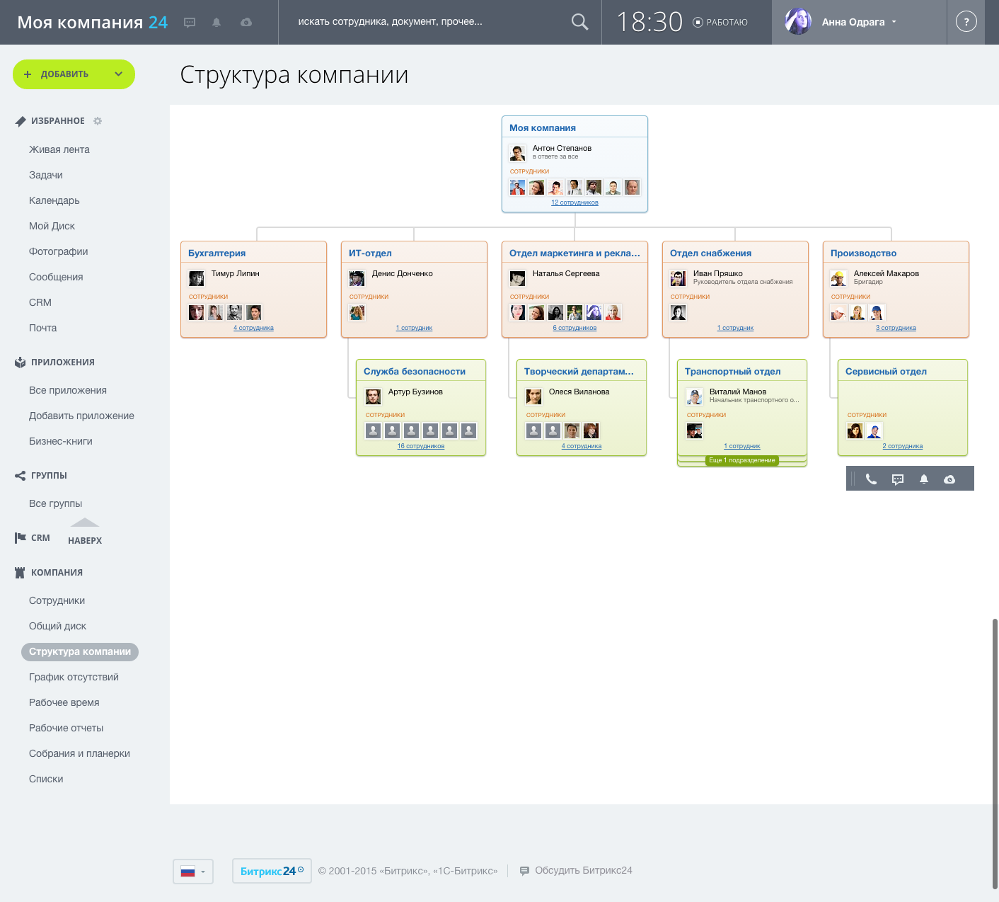 Моя компания 24
искать сотрудника, документ, прочее...
18:30
РАБОТАЮ
Анна Одрага
?
ДОБАВИТЬ
Структура компании
ИЗБРАННОЕ
Живая лента
Задачи
Календарь
Мой Диск
Фотографии
Сообщения
CRM
Почта
ПРИЛОЖЕНИЯ
Все приложения
Добавить приложение
Бизнес-книги
ГРУППЫ
Все группы
CRM
НАВЕРХ
КОМПАНИЯ
Сотрудники
Общий диск
Структура компании
График отсутствий
Рабочее время
Рабочие отчеты
Собрания и планерки
Списки
Моя компания
Антон Степанов
в ответе за все
СОТРУДНИКИ
12 сотрудников
Бухгалтерия
Тимур Липин
СОТРУДНИКИ
4 сотрудника
ИТ-отдел
Денис Донченко
СОТРУДНИКИ
1 сотрудник
Отдел маркетинга и рекла...
Наталья Сергеева
СОТРУДНИКИ
6 сотрудников
Отдел снабжения
Иван Пряшко
Руководитель отдела снабжения
СОТРУДНИКИ
1 сотрудник
Производство
Алексей Макаров
Бригадир
СОТРУДНИКИ
3 сотрудника
Служба безопасности
Артур Бузинов
СОТРУДНИКИ
16 сотрудников
Творческий департам...
Олеся Виланова
СОТРУДНИКИ
4 сотрудника
Транспортный отдел
Виталий Манов
Начальник транспортного о...
СОТРУДНИКИ
1 сотрудник
Еще 1 подразделение
Сервисный отдел
СОТРУДНИКИ
2 сотрудника
Битрикс24
© 2001-2015 «Битрикс», «1С-Битрикс»
Обсудить Битрикс24